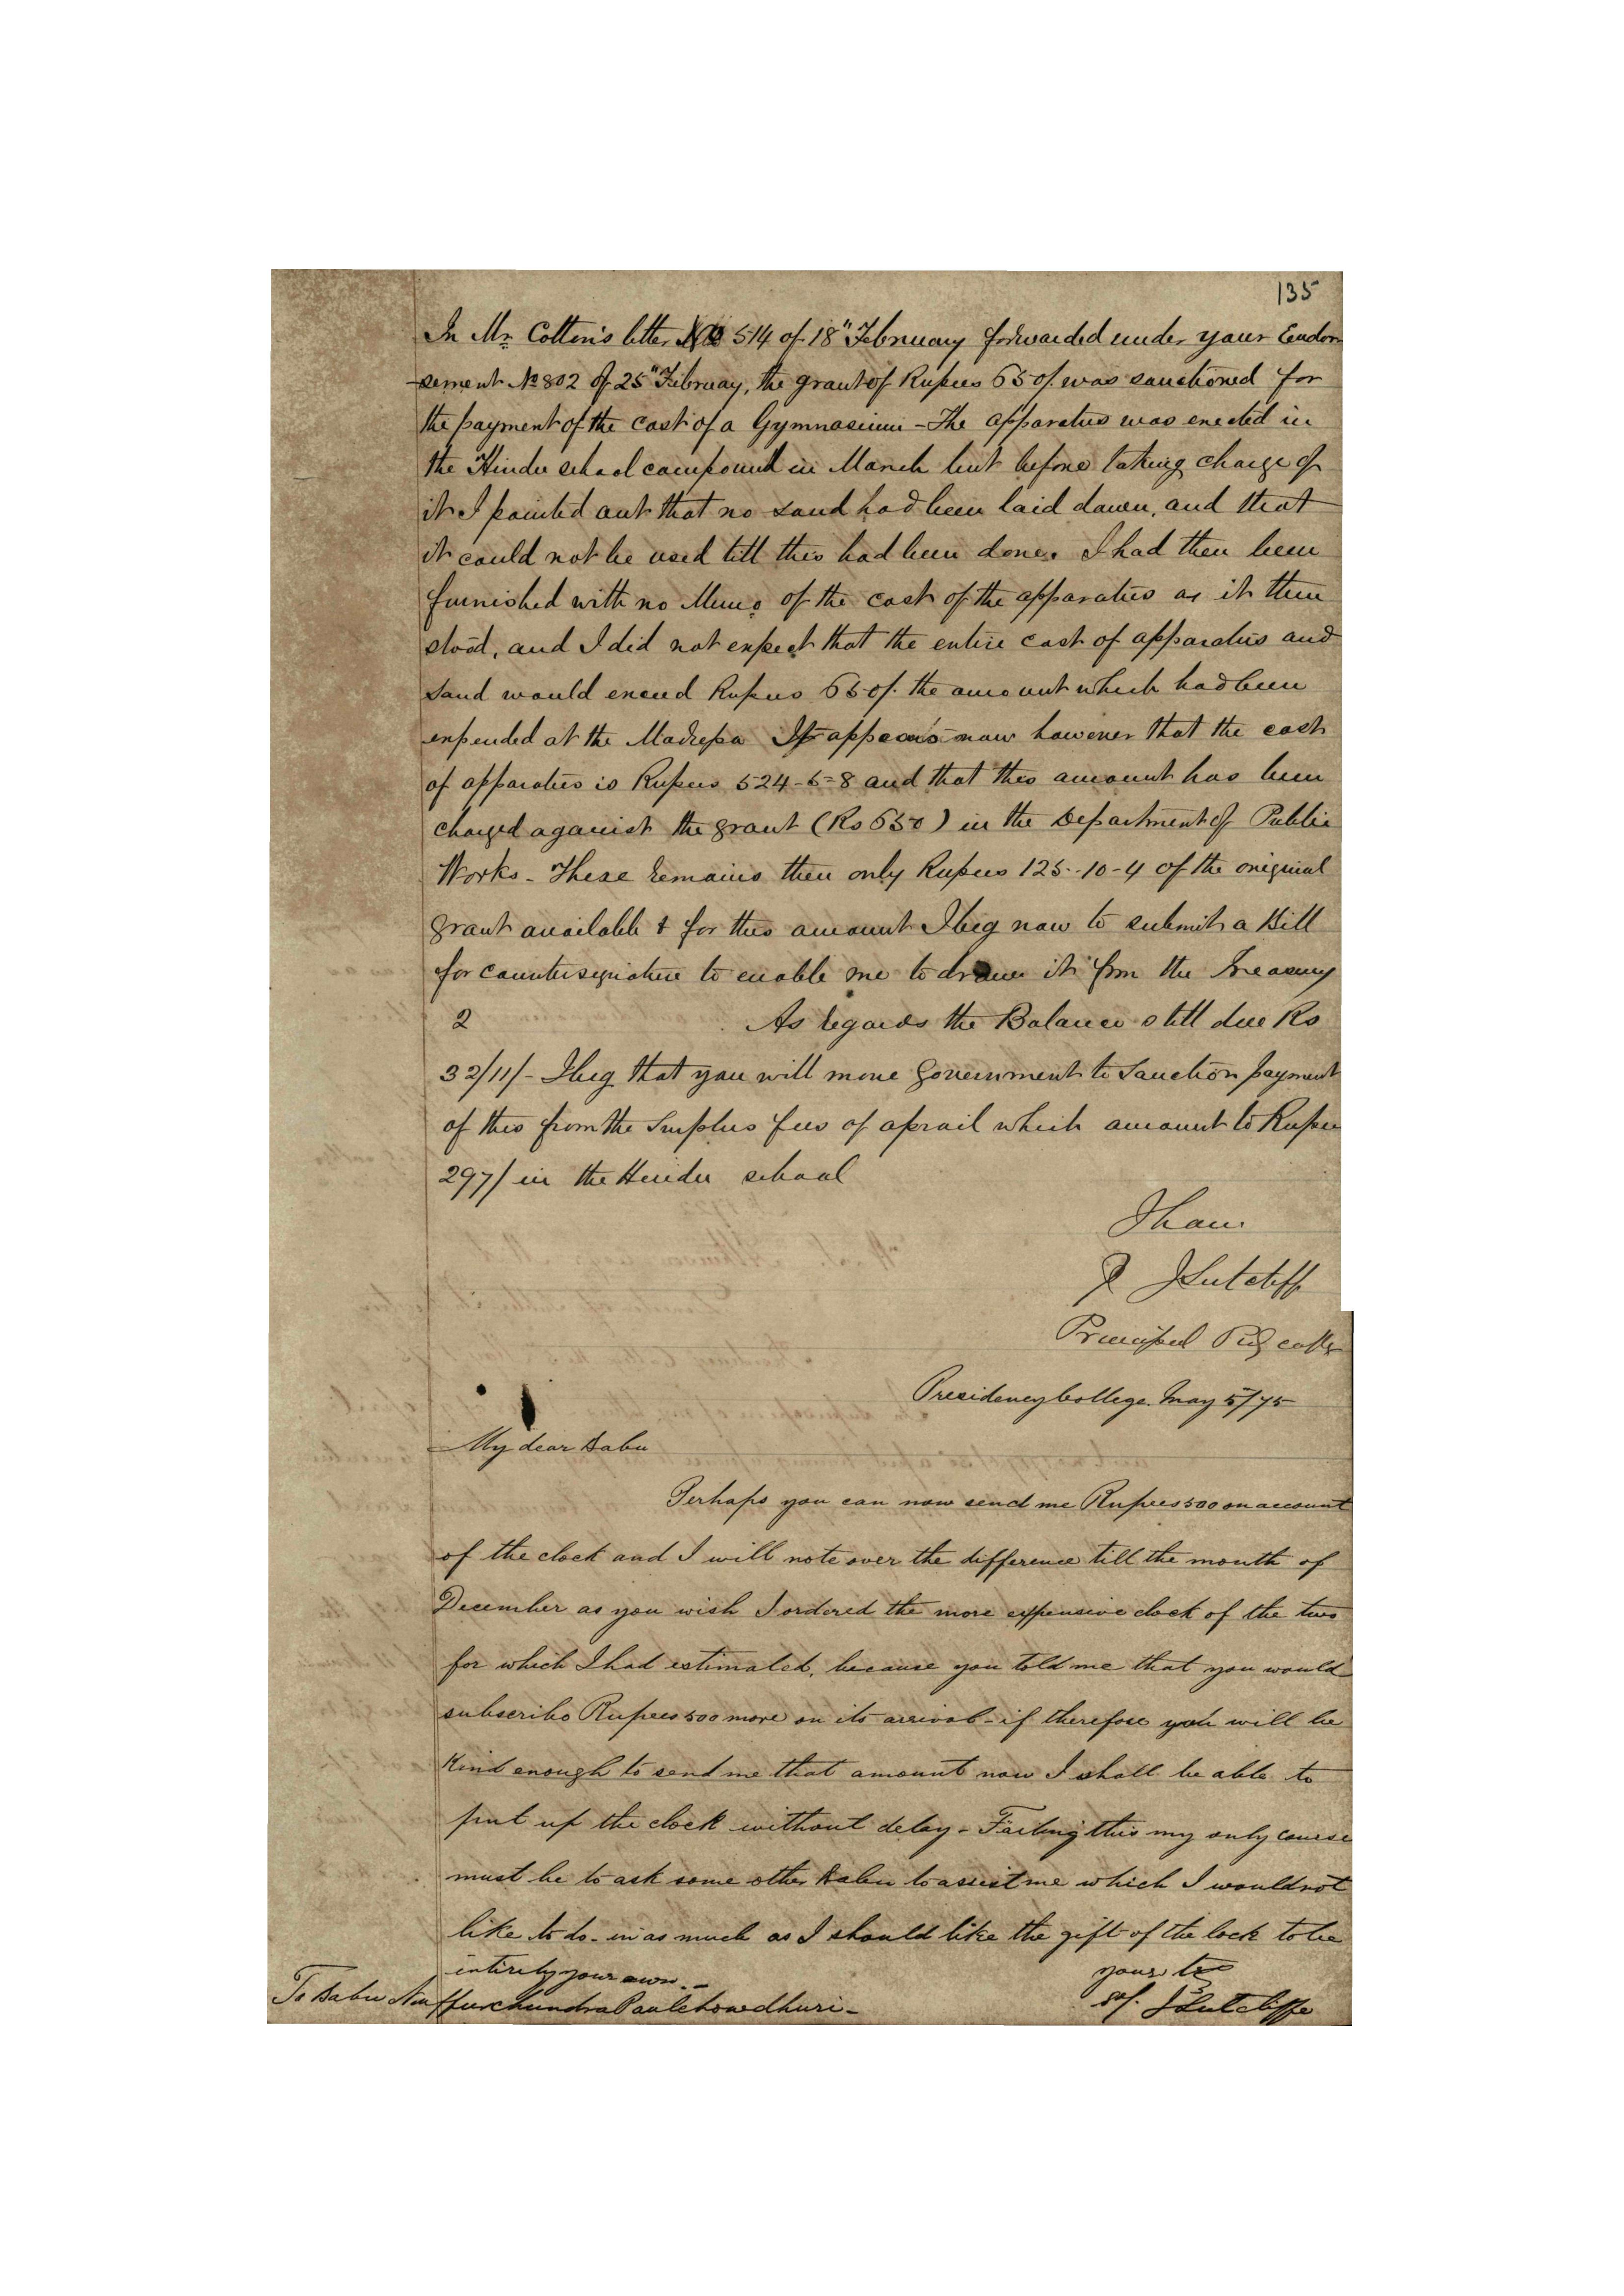 135
In Mr. Cotton's letter No 514 of 18" February forwarded under your Endor
-sement No 802 of 25" February, the grant of Rupees 650/. was sanctioned for
the payment of the cost of a Gymnasium - The apparatus was erected in
the Hindu school compound in March but before taking charge of
it I pointed out that no sand had been laid down, and that
it could not be used till this had been done. I had then been
furnished with no Memo of the cost of the apparatus as it then
stood, and I did not expect that the entire cost of apparatus and
sand would exceed Rupees 650/. the amount which had been
expended at the Madrepa It appears now however that the cost
of apparatus is Rupees 524-5-8 and that this amount has been
charged against the grant (Rs 650) in the Department of Public
Works - There remains then only Rupees 125-10-4 of the original
grant available & for this amount I beg now to submit a Bill
for countersignature to enable me to draw it from the Treasury
2 As regards the Balance still due Rs
32/11/- I beg that you will move Government to Sanction payment
of this from the Surplus fees of aprail which amount to Rupee
297/ in the Hindu school
I hau.
J Sutcliff
Principal Presy colle
Presidency College. May 5/75
My dear Babu
Perhaps you can now send me Rupees 500 on account
of the clock and I will note over the difference till the month of
December as you wish I ordered the more expensive clock of the two
for which I had estimated, because you told me that you would
subscribe Rupees 500 more on its arrival - if therefore you will be
Kind enough to send me that amount now I shall be able to
put up the clock without delay - Failing this my only course
must be to ask some other Babu to assist me which I would not
like to do - in as much as I should like the gift of the lock to be
entirely your own. -
yours tr
To Babu Nuffurchundra Paulchowdhuri -
Sd/. J Sutcliffe